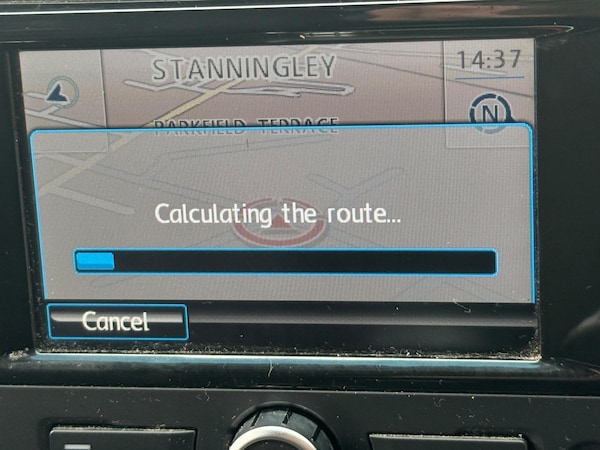 STANNINGLEY
14:37
N
PARKFIELD TERRACE
Calculating the route...
Cancel